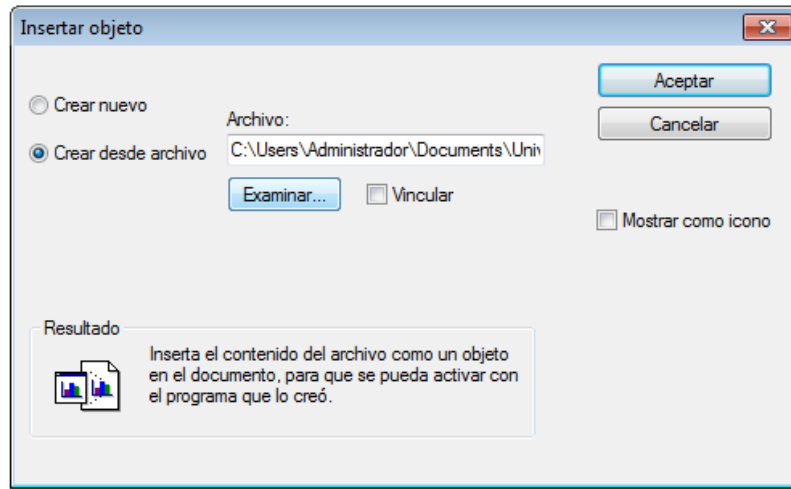 Insertar objeto
Aceptar
Crear nuevo
Archivo:
Cancelar
Crear desde archivo
C:\Users\Administrador\Documents\Univ
Examinar...
Vincular
Mostrar como icono
Resultado
Inserta el contenido del archivo como un objeto
en el documento, para que se pueda activar con
el programa que lo creó.